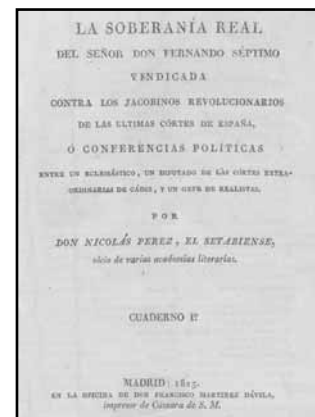 LA SOBERANÍA REAL
DEL SEÑOR DON FERNANDO SÉPTIMO
VINDICADA
CONTRA LOS JACOBINOS REVOLUCIONARIOS
DE LAS ULTIMAS CÓRTES DE ESPAÑA,
Ó CONFERENCIAS POLÍTICAS
ENTRE UN ECLESIÁSTICO, UN DIPUTADO DE LAS CÓRTES EXTRA-
ORDINARIAS DE CÁDIZ, Y UN GEFE DE REALISTAS.
POR
DON NICOLÁS PEREZ, EL SETABIENSE,
socio de varias academias literarias.
CUADERNO
MADRID:
EN LA OFICINA DE DON FRANCISCO MARTINEZ DÁVILA,
impresor de Cámara de S. M.